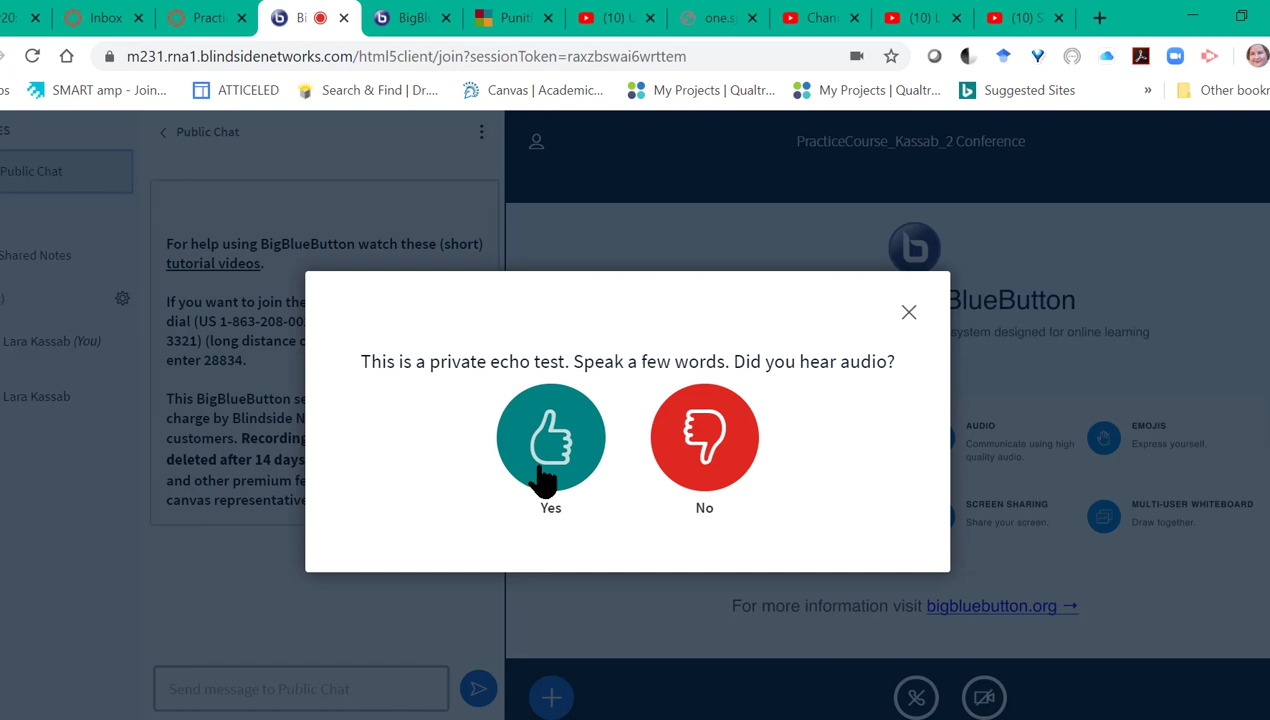 20:
Inbox
Practi
Bi
BigBlu
Puniti
(10) U
one.s
Chan
(10) L
(10) S
m231.rna1.blindsidenetworks.com/html5client/join?sessionToken=raxzbswai6wrttem
ps
SMART amp - Join...
ATTICELED
Search & Find | Dr....
Canvas | Academic...
My Projects | Qualtr...
My Projects | Qualtr...
Suggested Sites
»
Other bookm
ES
Public Chat
Shared Notes
)
Lara Kassab (You)
Lara Kassab
Public Chat
For help using BigBlueButton watch these (short)
tutorial videos.
If you want to join the
dial (US 1-863-208-00
3321) (long distance c
enter 28834.
This BigBlueButton se
charge by Blindside N
customers. Recording
deleted after 14 days
and other premium fe
canvas representative
Send message to Public Chat
PracticeCourse_Kassab_2 Conference
BlueButton
system designed for online learning
AUDIO
Communicate using high
quality audio.
EMOJIS
Express yourself.
SCREEN SHARING
Share your screen.
MULTI-USER WHITEBOARD
Draw together.
For more information visit bigbluebutton.org →
This is a private echo test. Speak a few words. Did you hear audio?
Yes
No